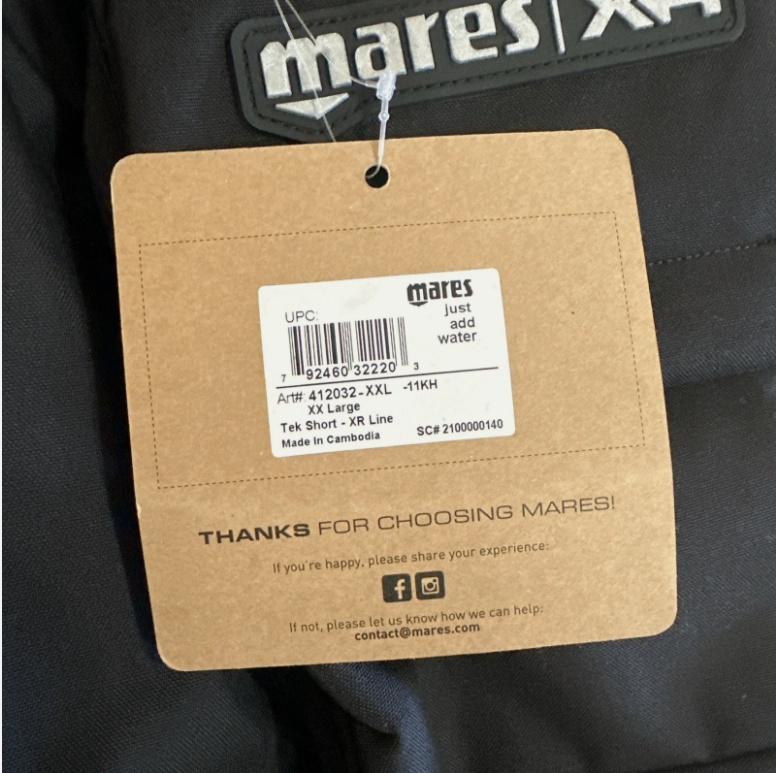 mares | XR
mares
just
add
water
UPC:
7 92460 32220 3
Art#: 412032-XXL -11KH
XX Large
Tek Short - XR Line
Made In Cambodia SC# 2100000140
THANKS FOR CHOOSING MARES!
If you're happy, please share your experience:
If not, please let us know how we can help:
contact@mares.com